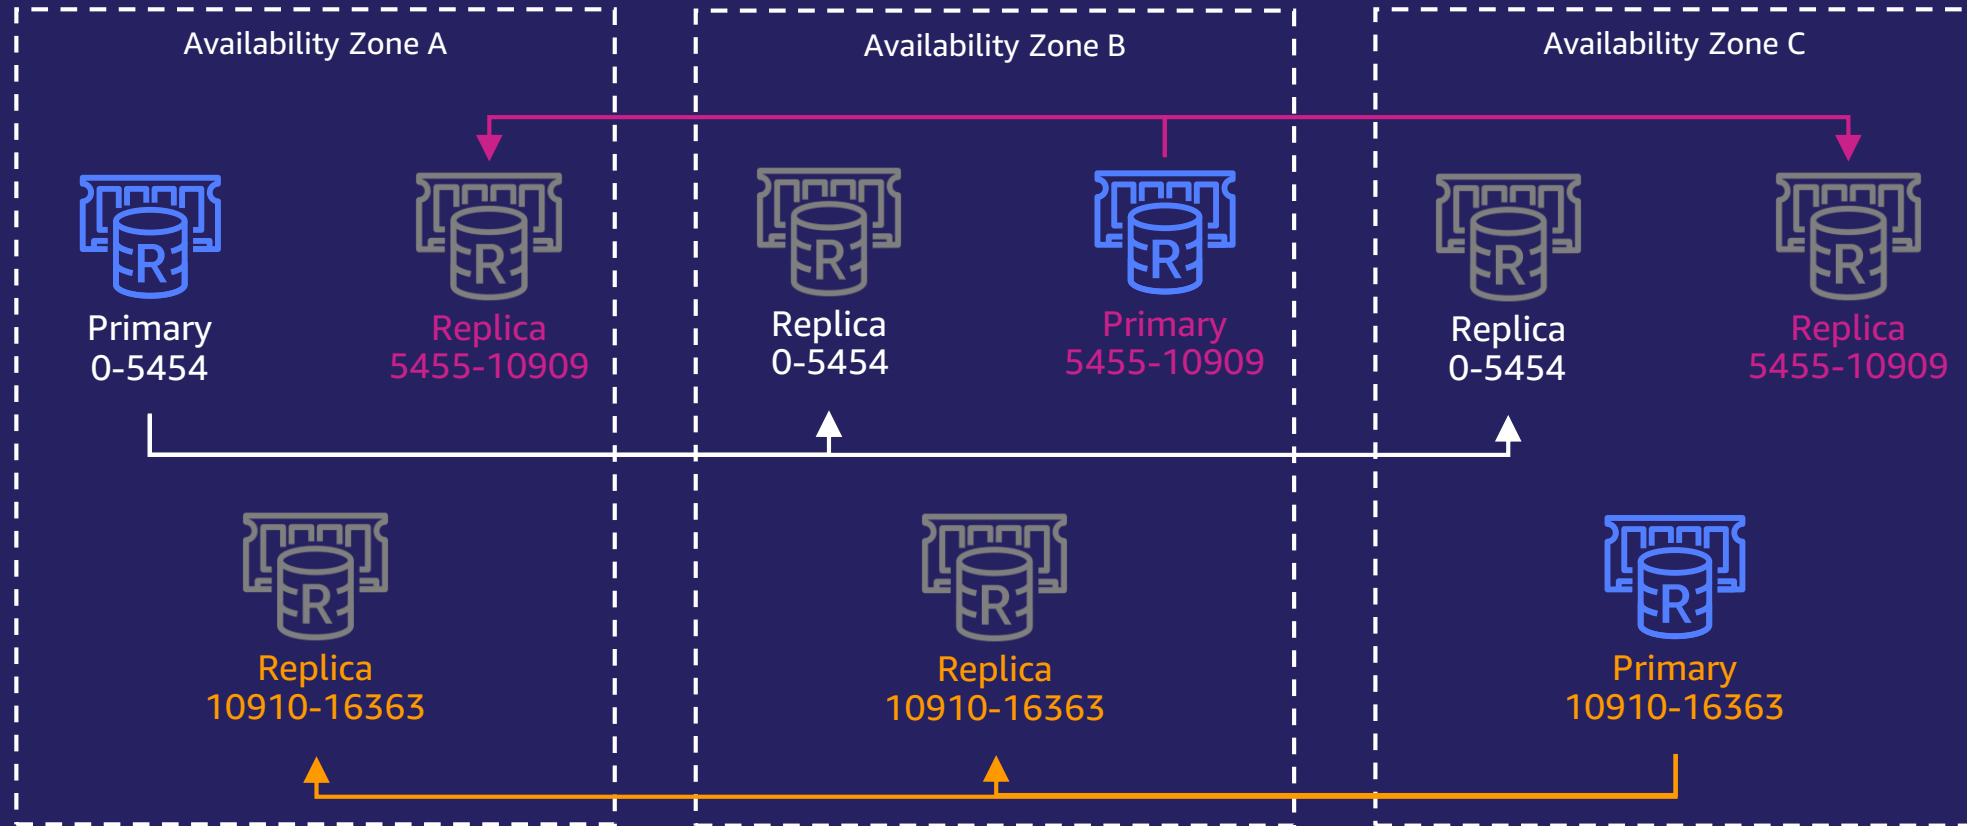 Availability Zone A
Availability Zone B
Availability Zone C
R
R
R
R
R
R
Primary
0-5454
Replica
5455-10909
Replica
0-5454
Primary
5455-10909
Replica
0-5454
Replica
5455-10909
R
R
R
Replica
10910-16363
Replica
10910-16363
Primary
10910-16363